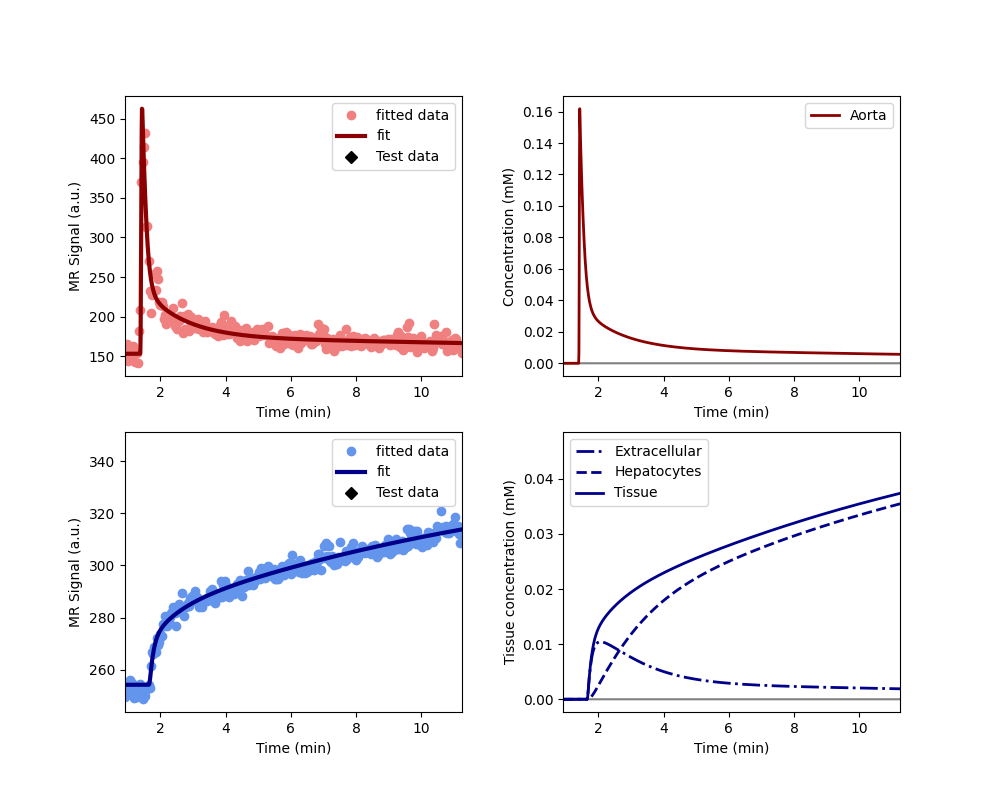 MR Signal (a.u.)
450
400
350
300
250
200
150
2 4 6 8 10
Time (min)
fitted data
fit
Test data
Concentration (mM)
0.16
0.14
0.12
0.10
0.08
0.06
0.04
0.02
0.00
2 4 6 8 10
Time (min)
Aorta
MR Signal (a.u.)
340
320
300
280
260
2 4 6 8 10
Time (min)
fitted data
fit
Test data
Tissue concentration (mM)
0.04
0.03
0.02
0.01
0.00
2 4 6 8 10
Time (min)
Extracellular
Hepatocytes
Tissue